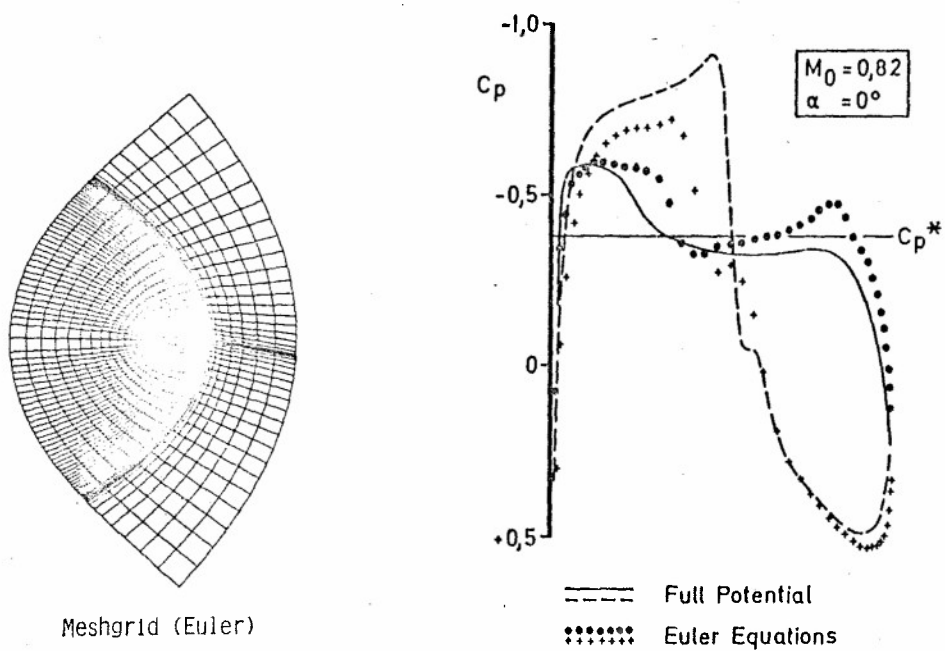 Meshgrid (Euler)
-1,0
Cp
-0,5
0
+0,5
M0 = 0,82
α = 0°
Cp*
Full Potential
Euler Equations